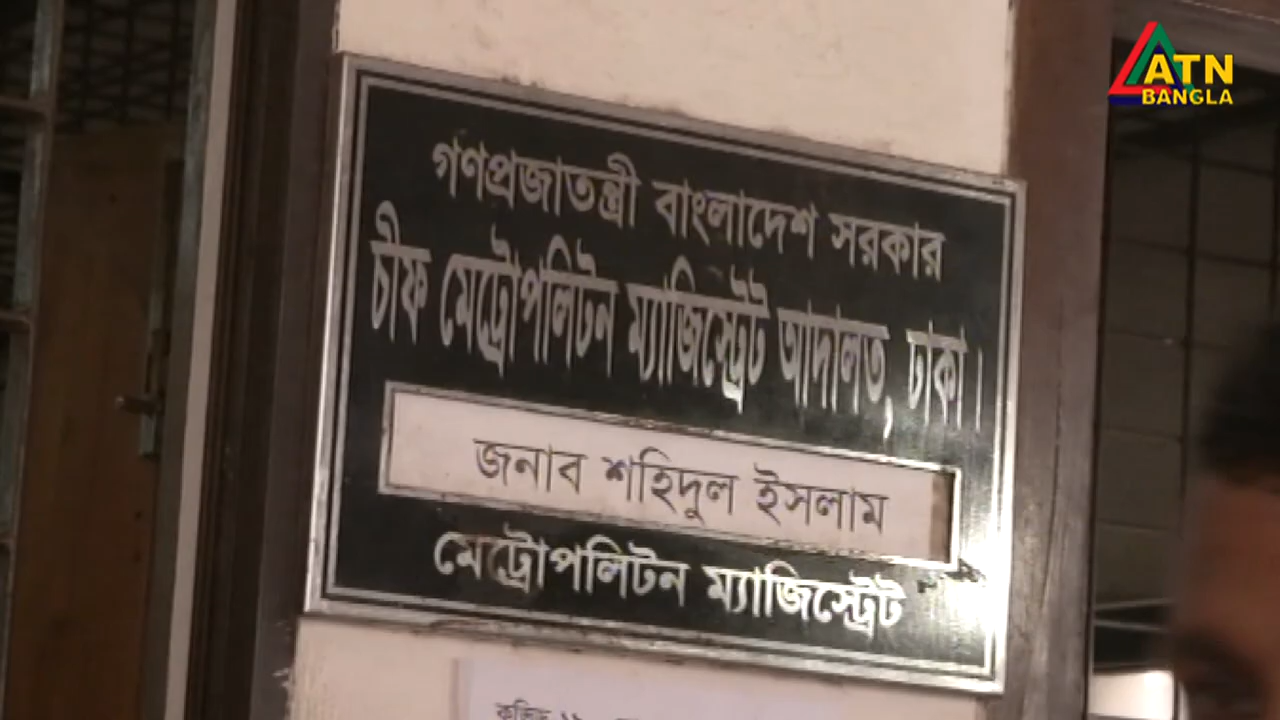 ATN
BANGLA
গণপ্রজাতন্ত্রী বাংলাদেশ সরকার
চীফ মেট্রোপলিটন ম্যাজিস্ট্রেট আদালত, ঢাকা।
জনাব শহিদুল ইসলাম
মেট্রোপলিটন ম্যাজিস্ট্রেট